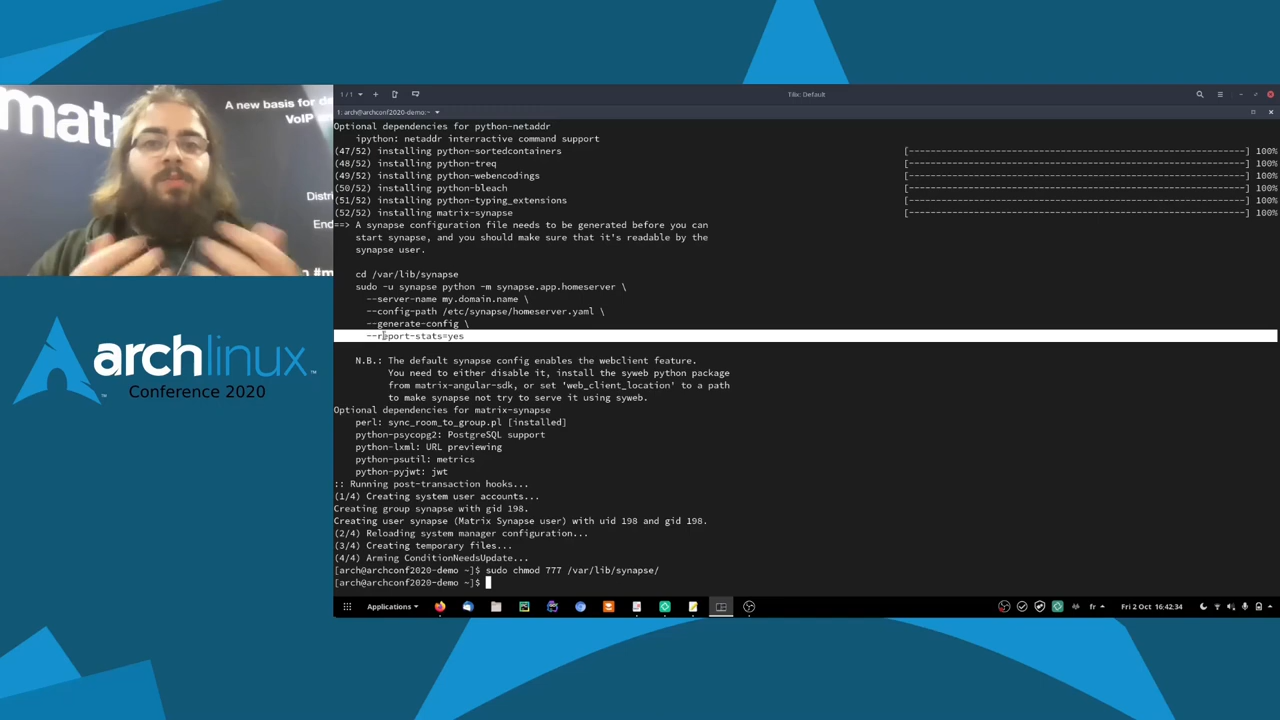 matr
A new basis for de
VoIP
Distri
End
#m
archlinux
Conference 2020
1 / 1
Tilix: Default
1: arch@archconf2020-demo:~
Optional dependencies for python-netaddr
ipython: netaddr interractive command support
(47/52) installing python-sortedcontainers [----------------------------------------------] 100%
(48/52) installing python-treq [----------------------------------------------] 100%
(49/52) installing python-webencodings [----------------------------------------------] 100%
(50/52) installing python-bleach [----------------------------------------------] 100%
(51/52) installing python-typing_extensions [----------------------------------------------] 100%
(52/52) installing matrix-synapse [----------------------------------------------] 100%
==> A synapse configuration file needs to be generated before you can
start synapse, and you should make sure that it's readable by the
synapse user.
cd /var/lib/synapse
sudo -u synapse python -m synapse.app.homeserver \
--server-name my.domain.name \
--config-path /etc/synapse/homeserver.yaml \
--generate-config \
--report-stats=yes
N.B.: The default synapse config enables the webclient feature.
You need to either disable it, install the syweb python package
from matrix-angular-sdk, or set 'web_client_location' to a path
to make synapse not try to serve it using syweb.
Optional dependencies for matrix-synapse
perl: sync_room_to_group.pl [installed]
python-psycopg2: PostgreSQL support
python-lxml: URL previewing
python-psutil: metrics
python-pyjwt: jwt
:: Running post-transaction hooks...
(1/4) Creating system user accounts...
Creating group synapse with gid 198.
Creating user synapse (Matrix Synapse user) with uid 198 and gid 198.
(2/4) Reloading system manager configuration...
(3/4) Creating temporary files...
(4/4) Arming ConditionNeedsUpdate...
[arch@archconf2020-demo ~]$ sudo chmod 777 /var/lib/synapse/
[arch@archconf2020-demo ~]$
Applications
fr
Fri 2 Oct 16:42:34